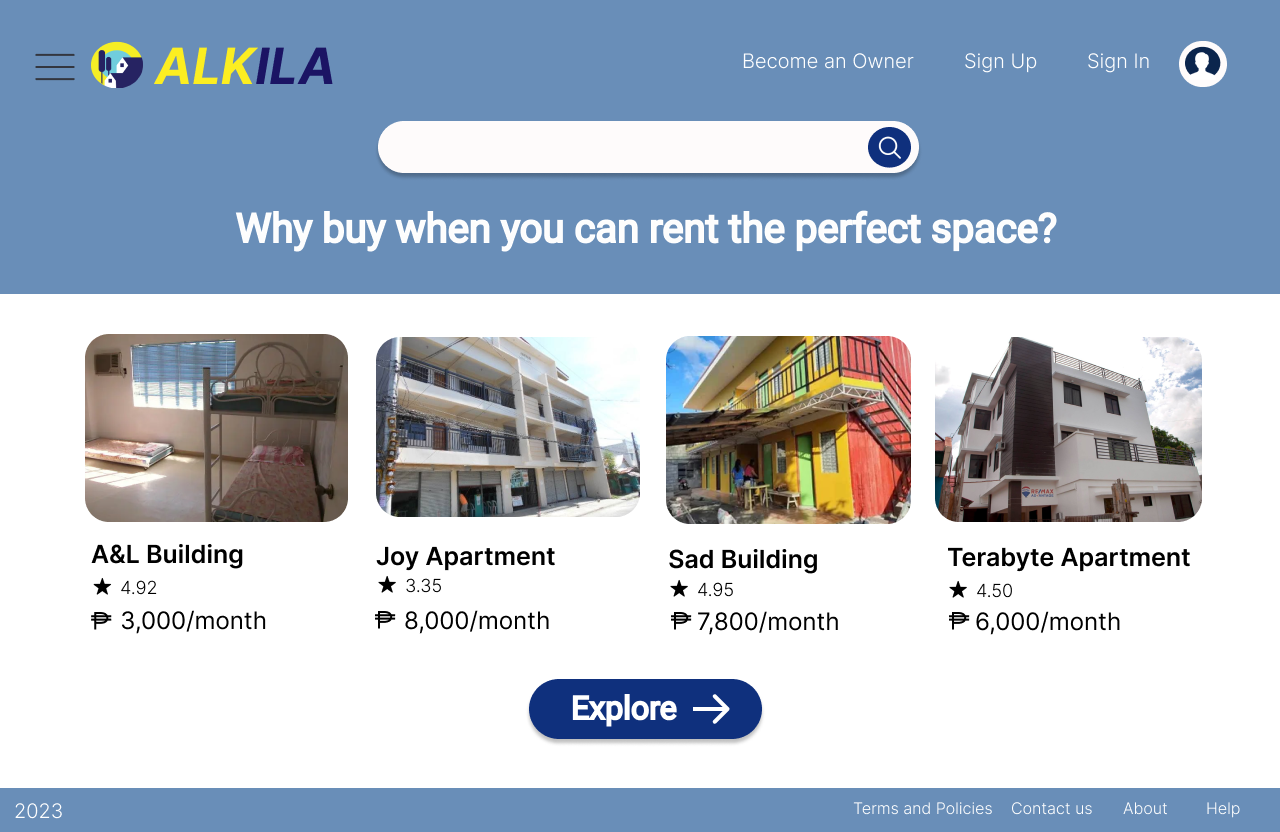 ALKILA
Become an Owner
Sign Up
Sign In
Why buy when you can rent the perfect space?
RE/MAX
A&L Building
4.92
₱ 3,000/month
Joy Apartment
3.35
₱ 8,000/month
Sad Building
4.95
₱ 7,800/month
Terabyte Apartment
4.50
₱ 6,000/month
Explore
2023
Terms and Policies
Contact us
About
Help